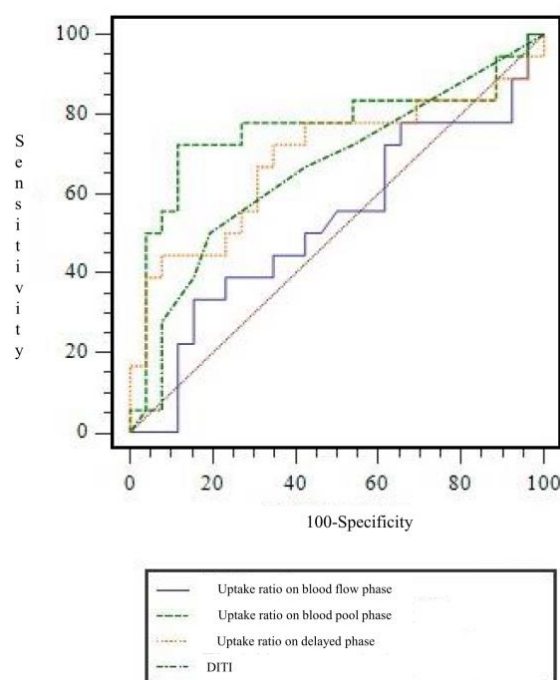 100
80
60
40
20
0
Sensitivity
0 20 40 60 80 100
100-Specificity
Uptake ratio on blood flow phase
Uptake ratio on blood pool phase
Uptake ratio on delayed phase
DITI